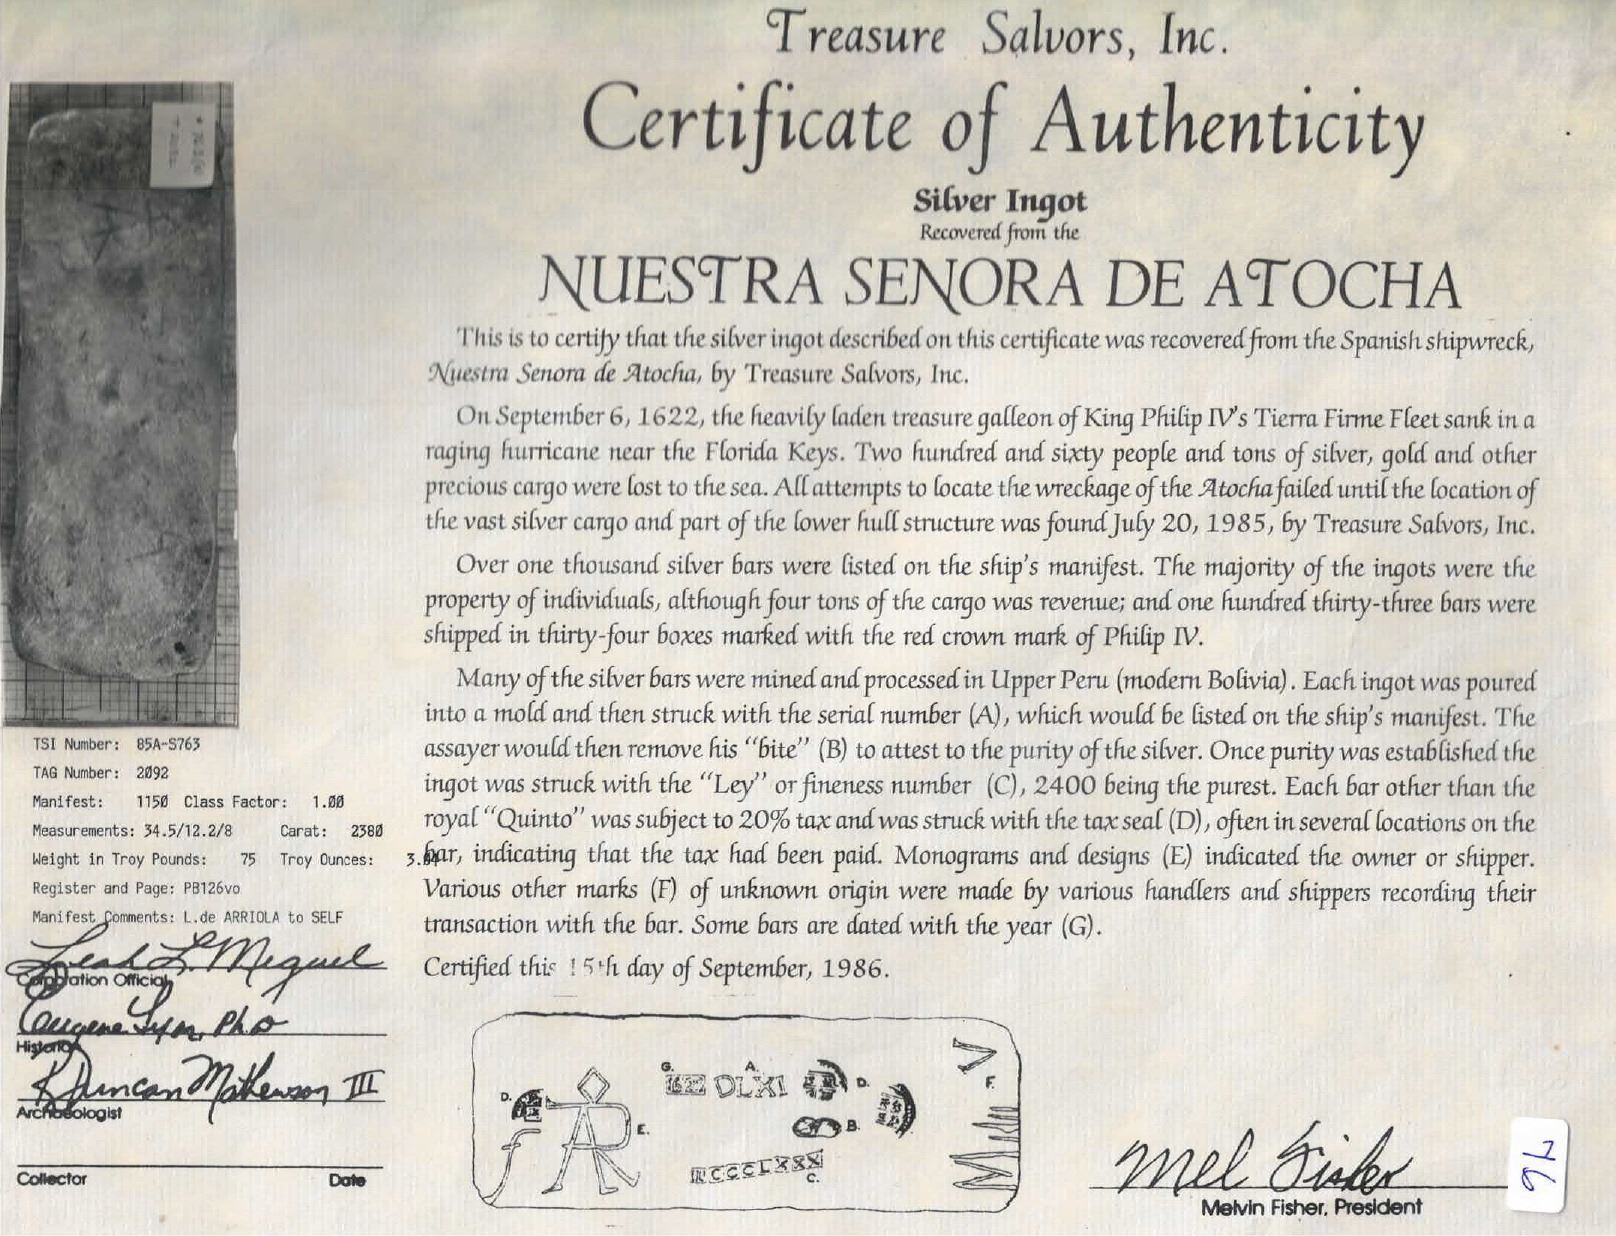 Treasure Salvors, Inc.
Certificate of Authenticity
Silver Ingot
Recovered from the
NUESTRA SENORA DE ATOCHA
This is to certify that the silver ingot described on this certificate was recovered from the Spanish shipwreck,
Nuestra Senora de Atocha, by Treasure Salvors, Inc.
On September 6, 1622, the heavily laden treasure galleon of King Philip IV's Tierra Firme Fleet sank in a
raging hurricane near the Florida Keys. Two hundred and sixty people and tons of silver, gold and other
precious cargo were lost to the sea. All attempts to locate the wreckage of the Atocha failed until the location of
the vast silver cargo and part of the lower hull structure was found July 20, 1985, by Treasure Salvors, Inc.
Over one thousand silver bars were listed on the ship's manifest. The majority of the ingots were the
property of individuals, although four tons of the cargo was revenue; and one hundred thirty-three bars were
shipped in thirty-four boxes marked with the red crown mark of Philip IV.
Many of the silver bars were mined and processed in Upper Peru (modern Bolivia). Each ingot was poured
into a mold and then struck with the serial number (A), which would be listed on the ship's manifest. The
assayer would then remove his "bite" (B) to attest to the purity of the silver. Once purity was established the
ingot was struck with the "Ley" or fineness number (C), 2400 being the purest. Each bar other than the
royal "Quinto" was subject to 20% tax and was struck with the tax seal (D), often in several locations on the
bar, indicating that the tax had been paid. Monograms and designs (E) indicated the owner or shipper.
Various other marks (F) of unknown origin were made by various handlers and shippers recording their
transaction with the bar. Some bars are dated with the year (G).
Certified this 15th day of September, 1986.
TSI Number: 85A-S763
TAG Number: 2092
Manifest: 1150 Class Factor: 1.00
Measurements: 34.5/12.2/8 Carat: 2380
Weight in Troy Pounds: 75 Troy Ounces:
Register and Page: PB126vo
Manifest Comments: L.de ARRIOLA to SELF
Leah L. Meguel
Corporation Official
Eugene Lyon, PhD
Historian
R Duncan Mathewson III
Archaeologist
Collector Date
G. A.
DLXI D.
D. F.
E. B.
C.
Mel Fisher
Melvin Fisher, President
76